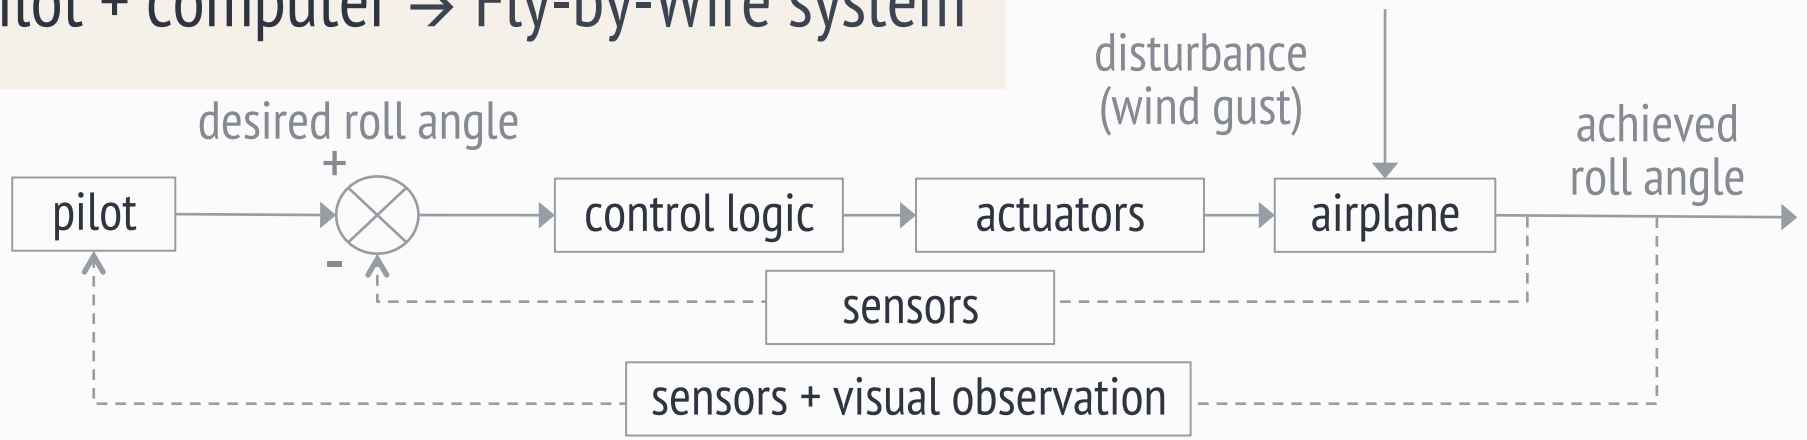 + computer → Fly-by-Wire system
disturbance
(wind gust)
desired roll angle
achieved
roll angle
+
pilot
control logic
actuators
airplane
-
sensors
sensors + visual observation